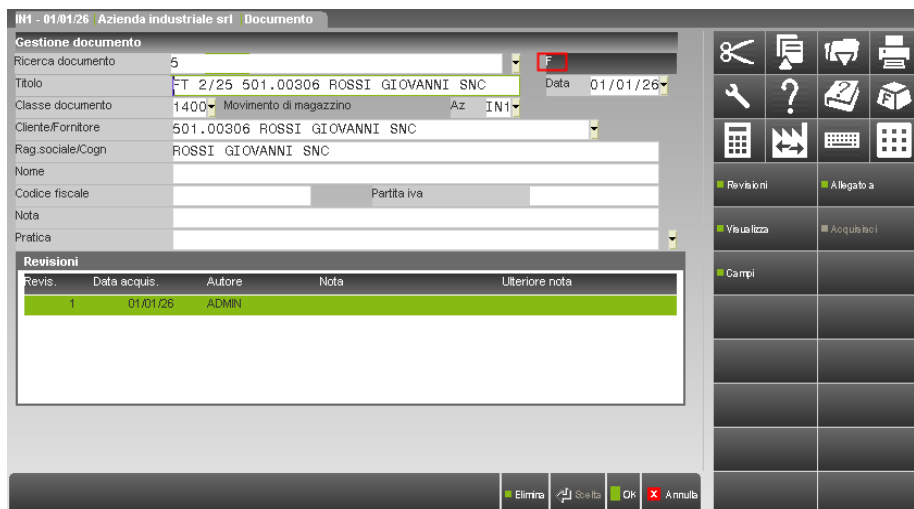 IN1 - 01/01/26 Azienda industriale srl Documento
Gestione documento
Ricerca documento 5 F
Titolo FT 2/25 501.00306 ROSSI GIOVANNI SNC Data 01/01/26
Classe documento 1400 Movimento di magazzino Az IN1
Cliente/Fornitore 501.00306 ROSSI GIOVANNI SNC
Rag.sociale/Cogn ROSSI GIOVANNI SNC
Nome
Codice fiscale Partita iva
Nota
Pratica
Revisioni
Revis. Data acquis. Autore Nota Ulteriore nota
1 01/01/26 ADMIN
Elimina Scelta OK X Annulla
? 2 F
Revisioni Allegato a
Visualizza Acquisisci
Campi